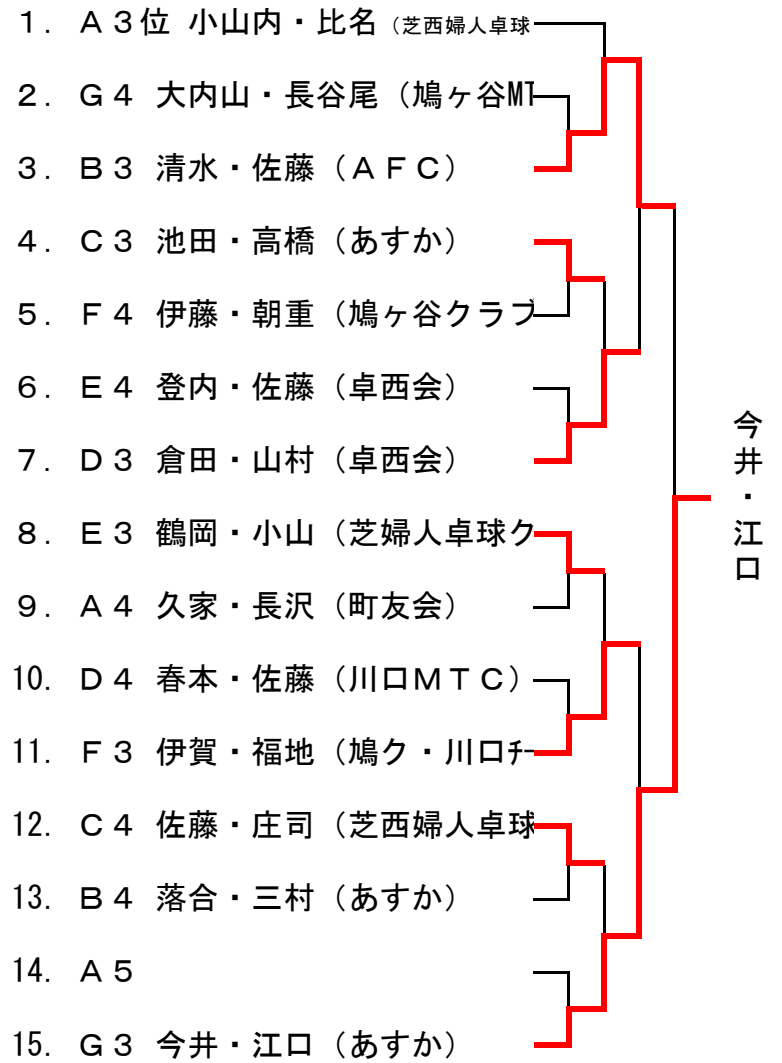 1. Ａ3位 小山内・比名（芝西婦人卓球
2. Ｇ4 大内山・長谷尾（鳩ヶ谷MT
3. Ｂ3 清水・佐藤（ＡＦＣ）
4. Ｃ3 池田・高橋（あすか）
5. Ｆ4 伊藤・朝重（鳩ヶ谷クラブ
6. Ｅ4 登内・佐藤（卓西会）
7. Ｄ3 倉田・山村（卓西会）
8. Ｅ3 鶴岡・小山（芝婦人卓球ク
9. Ａ4 久家・長沢（町友会）
10. Ｄ4 春本・佐藤（川口ＭＴＣ）
11. Ｆ3 伊賀・福地（鳩ク・川口ﾁｰ
12. Ｃ4 佐藤・庄司（芝西婦人卓球
13. Ｂ4 落合・三村（あすか）
14. Ａ5
15. Ｇ3 今井・江口（あすか）
今井・江口